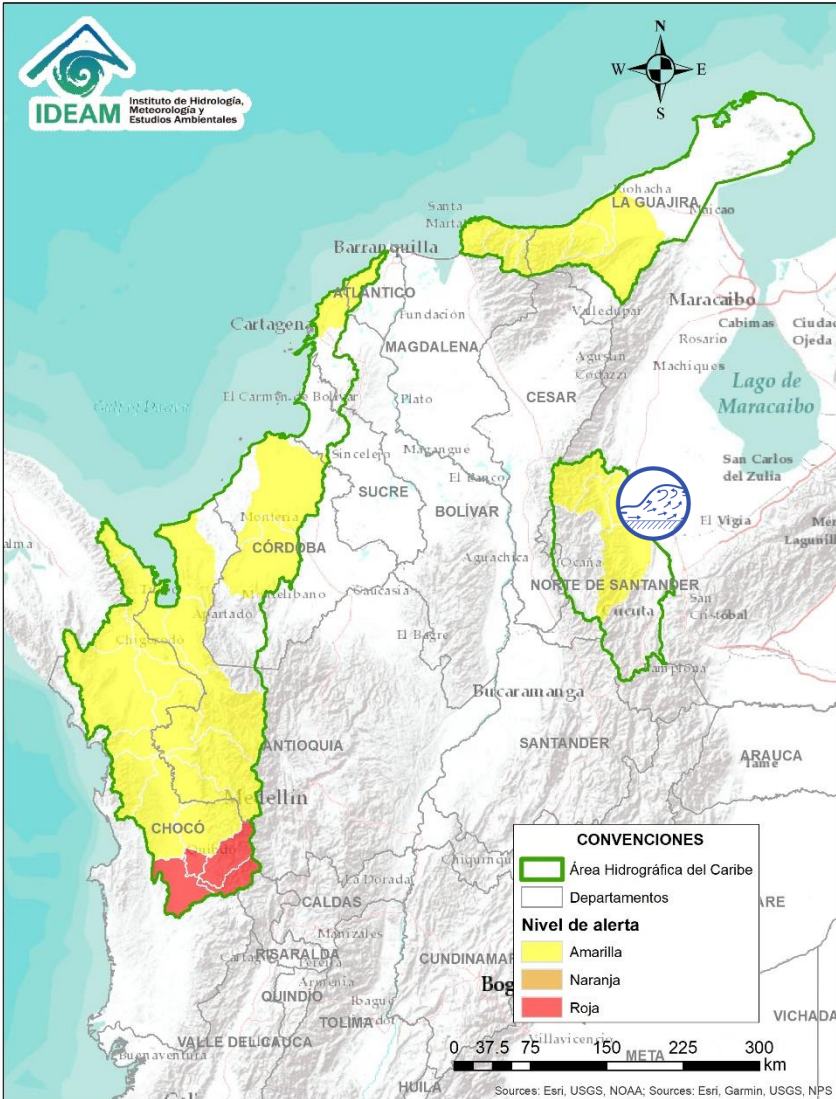 IDEAM
Instituto de Hidrología,
Meteorología y
Estudios Ambientales
N
W
E
S
Riohacha
LA GUAJIRA
Maicao
Santa
Marta
Barranquilla
ATLÁNTICO
Cartagena
Fundación
Valledupar
Maracaibo
Cabimas
Ciudad
Ojeda
Rosario
MAGDALENA
Agustín
Codazzi
Machiques
El Carmen de Bolívar
Plato
CESAR
Lago de
Maracaibo
Sincelejo
Magangue
San Carlos
del Zulia
El Banco
SUCRE
BOLÍVAR
El Vigía
Montería
CÓRDOBA
Aguachica
Ocaña
NORTE DE SANTANDER
Montelibano
Caucasia
San
Cristóbal
Apartado
Cúcuta
Chigorodó
El Bagre
Pamplona
Bucaramanga
ANTIOQUIA
SANTANDER
ARAUCA
Tame
Medellín
CHOCÓ
Quibdó
La Dorada
CALDAS
Manizales
RISARALDA
Pereira
Armenia
QUINDÍO
Ibagué
TOLIMA
VALLE DEL CAUCA
Buenaventura
HUILA
META
Villavicencio
VICHADA
CONVENCIONES
Área Hidrográfica del Caribe
Departamentos
Nivel de alerta
Amarilla
Naranja
Roja
0 37.5 75 150 225 300
km
Sources: Esri, USGS, NOAA; Sources: Esri, Garmin, USGS, NPS